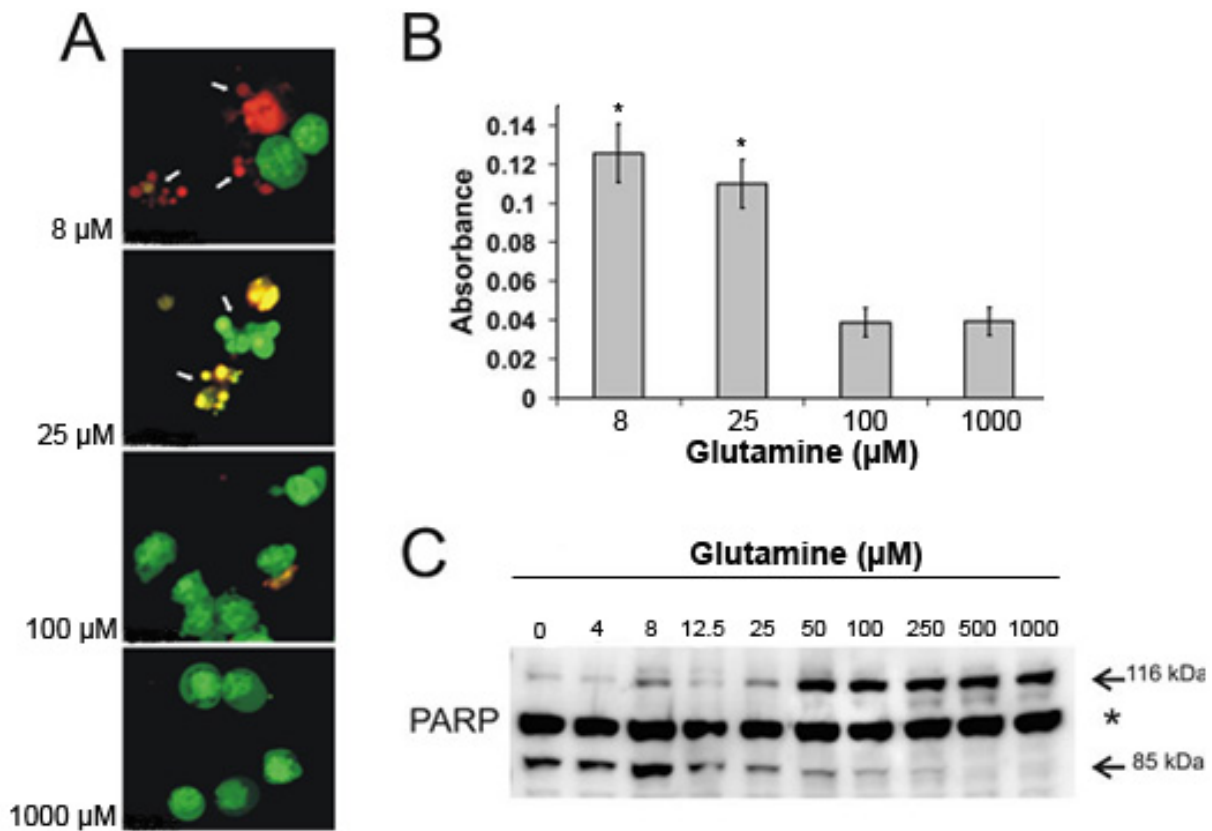 A
8 µM
25 µM
100 µM
1000 µM
B
Absorbance
0.14
0.12
0.1
0.08
0.06
0.04
0.02
0
* *
8 25 100 1000
Glutamine (µM)
C
Glutamine (µM)
0 4 8 12.5 25 50 100 250 500 1000
PARP
116 kDa
*
85 kDa